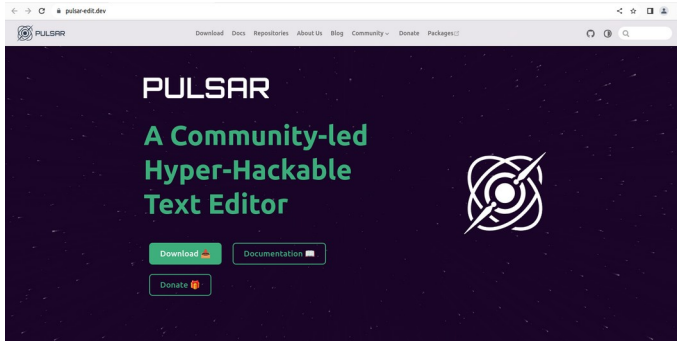 pulsar-edit.dev
PULSAR
Download Docs Repositories About Us Blog Community Donate Packages
PULSAR
A Community-led
Hyper-Hackable
Text Editor
Download
Documentation
Donate